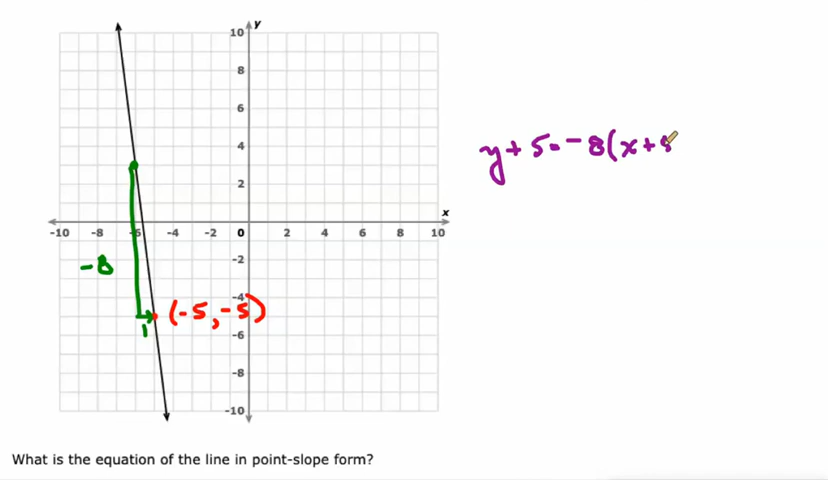 y
10
8
6
4
2
x
-10 -8 -6 -4 -2 0 2 4 6 8 10
-2
-4
-6
-8
-10
-8
1
(-5, -5)
y + 5 = -8(x +
What is the equation of the line in point-slope form?